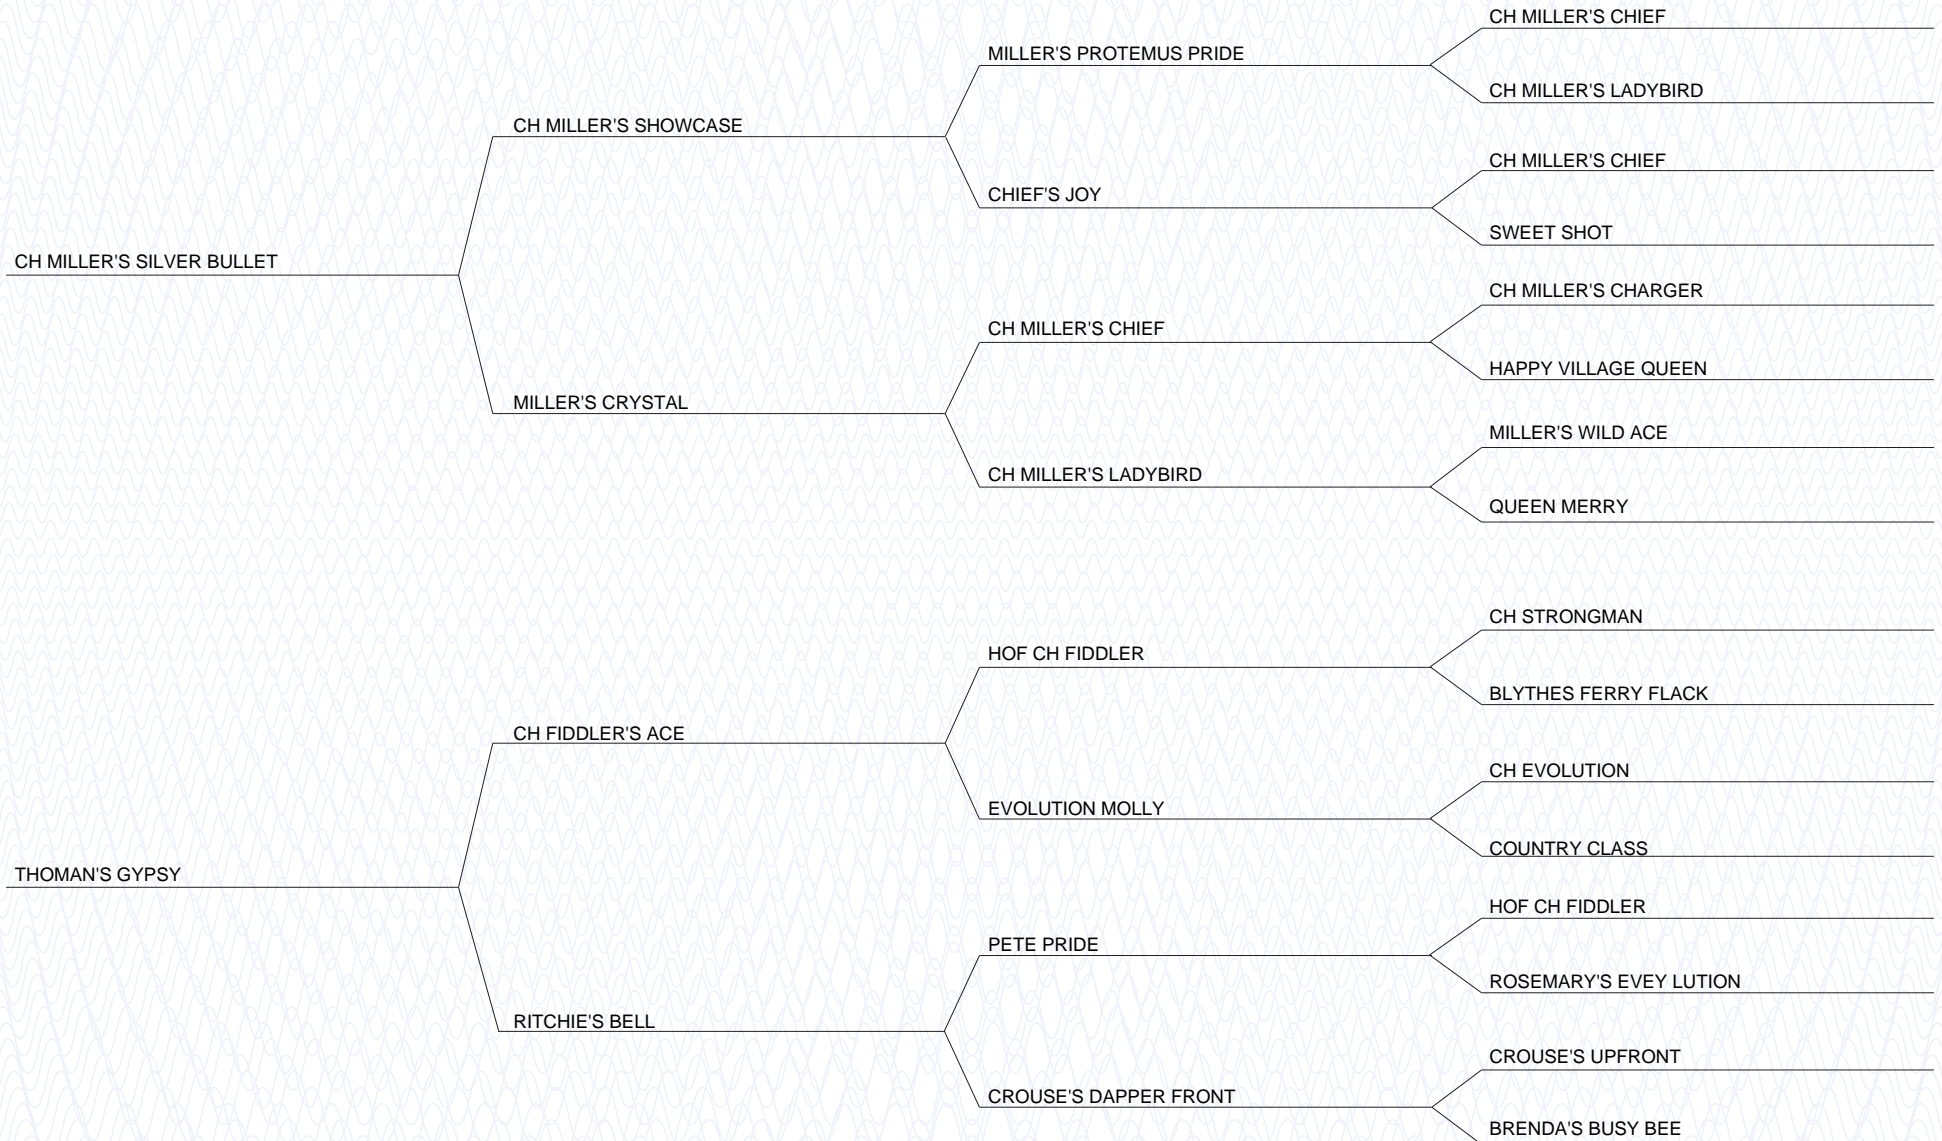 CH MILLER'S CHIEF
MILLER'S PROTEMUS PRIDE
CH MILLER'S LADYBIRD
CH MILLER'S SHOWCASE
CH MILLER'S CHIEF
CHIEF'S JOY
SWEET SHOT
CH MILLER'S SILVER BULLET
CH MILLER'S CHARGER
CH MILLER'S CHIEF
HAPPY VILLAGE QUEEN
MILLER'S CRYSTAL
MILLER'S WILD ACE
CH MILLER'S LADYBIRD
QUEEN MERRY
CH STRONGMAN
HOF CH FIDDLER
BLYTHES FERRY FLACK
CH FIDDLER'S ACE
CH EVOLUTION
EVOLUTION MOLLY
COUNTRY CLASS
THOMAN'S GYPSY
HOF CH FIDDLER
PETE PRIDE
ROSEMARY'S EVEY LUTION
RITCHIE'S BELL
CROUSE'S UPFRONT
CROUSE'S DAPPER FRONT
BRENDA'S BUSY BEE